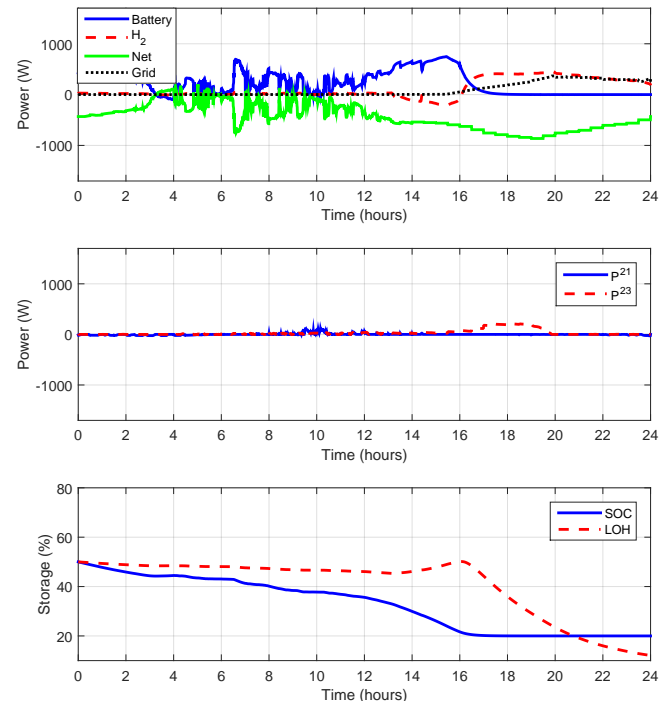 Battery
H2
Net
Grid
1000
0
-1000
Power (W)
0 2 4 6 8 10 12 14 16 18 20 22 24
Time (hours)
P21
P23
1000
0
-1000
Power (W)
0 2 4 6 8 10 12 14 16 18 20 22 24
Time (hours)
SOC
LOH
80
60
40
20
Storage (%)
0 2 4 6 8 10 12 14 16 18 20 22 24
Time (hours)